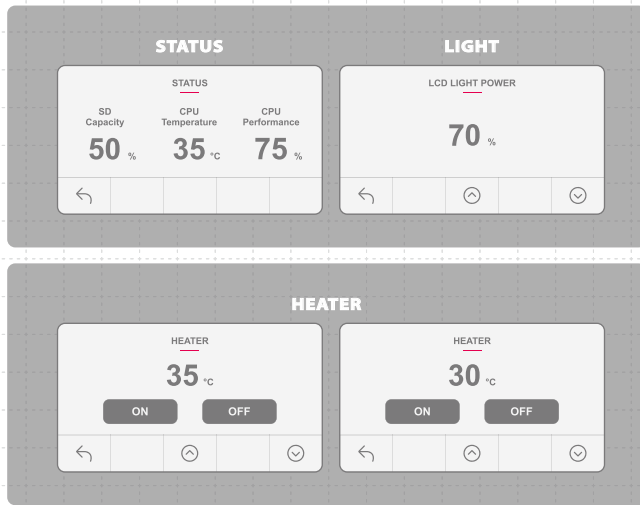 STATUS
STATUS
SD Capacity
CPU Temperature
CPU Performance
50 %
35 °C
75 %
LIGHT
LCD LIGHT POWER
70 %
HEATER
HEATER
35 °C
ON OFF
HEATER
30 °C
ON OFF